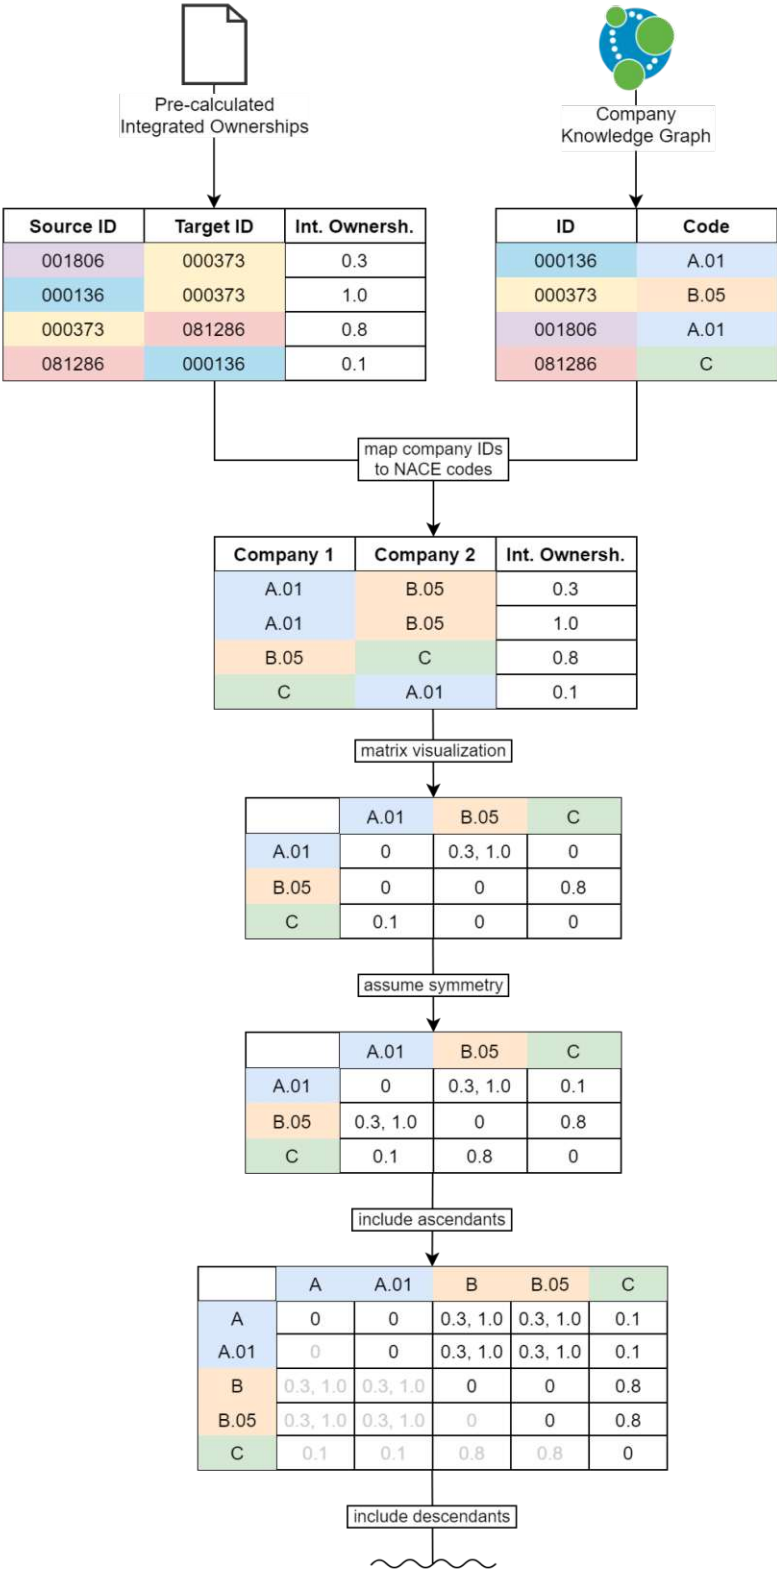 Pre-calculated
Integrated Ownerships
Company
Knowledge Graph
Source ID Target ID Int. Ownersh.
001806 000373 0.3
000136 000373 1.0
000373 081286 0.8
081286 000136 0.1
ID Code
000136 A.01
000373 B.05
001806 A.01
081286 C
map company IDs
to NACE codes
Company 1 Company 2 Int. Ownersh.
A.01 B.05 0.3
A.01 B.05 1.0
B.05 C 0.8
C A.01 0.1
matrix visualization
A.01 B.05 C
A.01 0 0.3, 1.0 0
B.05 0 0 0.8
C 0.1 0 0
assume symmetry
A.01 B.05 C
A.01 0 0.3, 1.0 0.1
B.05 0.3, 1.0 0 0.8
C 0.1 0.8 0
include ascendants
A A.01 B B.05 C
A 0 0 0.3, 1.0 0.3, 1.0 0.1
A.01 0 0 0.3, 1.0 0.3, 1.0 0.1
B 0.3, 1.0 0.3, 1.0 0 0 0.8
B.05 0.3, 1.0 0.3, 1.0 0 0 0.8
C 0.1 0.1 0.8 0.8 0
include descendants